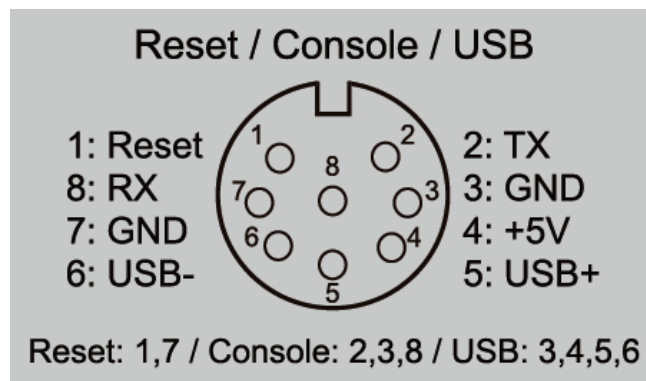 Reset / Console / USB
1 2
1: Reset 2: TX
8
8: RX 7 3 3: GND
7: GND 6 4 4: +5V
6: USB- 5 5: USB+
Reset: 1,7 / Console: 2,3,8 / USB: 3,4,5,6